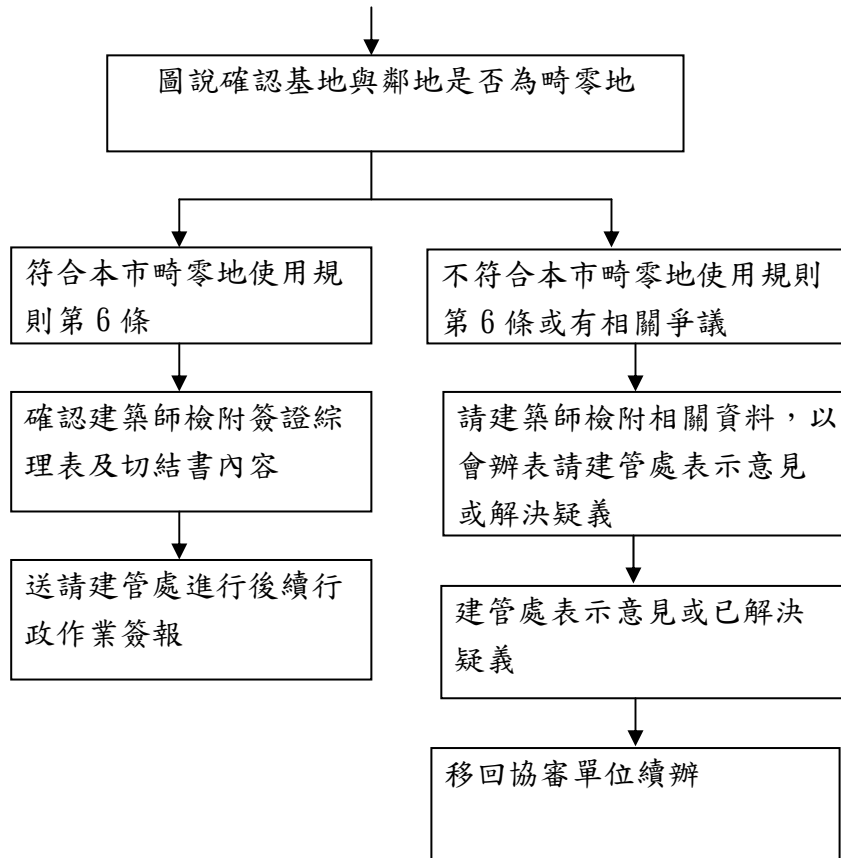 圖說確認基地與鄰地是否為畸零地
符合本市畸零地使用規
則第6條
確認建築師檢附簽證綜
理表及切結書內容
送請建管處進行後續行
政作業簽報
不符合本市畸零地使用規則
第6條或有相關爭議
請建築師檢附相關資料，以
會辦表請建管處表示意見
或解決疑義
建管處表示意見或已解決
疑義
移回協審單位續辦